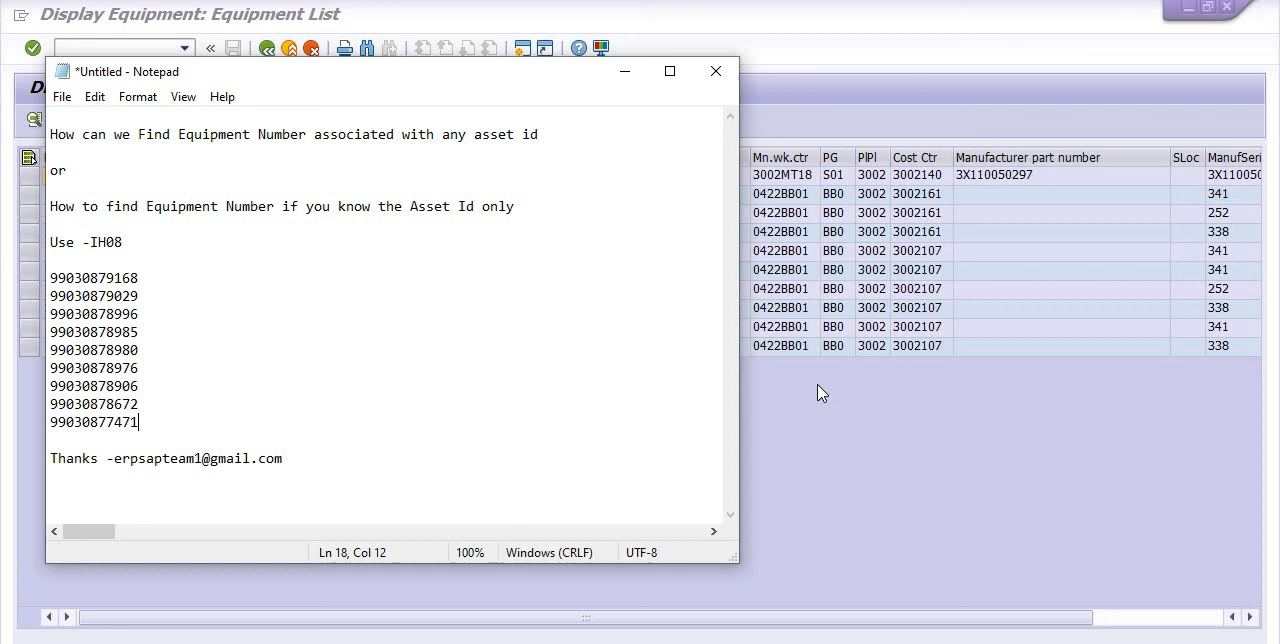 Display Equipment: Equipment List
*Untitled - Notepad
File Edit Format View Help
How can we Find Equipment Number associated with any asset id
or
How to find Equipment Number if you know the Asset Id only
Use -IH08
99030879168
99030879029
99030878996
99030878985
99030878980
99030878976
99030878906
99030878672
99030877471
Thanks -erpsapteam1@gmail.com
Ln 18, Col 12 100% Windows (CRLF) UTF-8
Mn.wk.ctr PG PlPl Cost Ctr Manufacturer part number SLoc ManufSeri
3002MT18 S01 3002 3002140 3X110050297 3X11005
0422BB01 BB0 3002 3002161 341
0422BB01 BB0 3002 3002161 252
0422BB01 BB0 3002 3002161 338
0422BB01 BB0 3002 3002107 341
0422BB01 BB0 3002 3002107 341
0422BB01 BB0 3002 3002107 252
0422BB01 BB0 3002 3002107 338
0422BB01 BB0 3002 3002107 341
0422BB01 BB0 3002 3002107 338